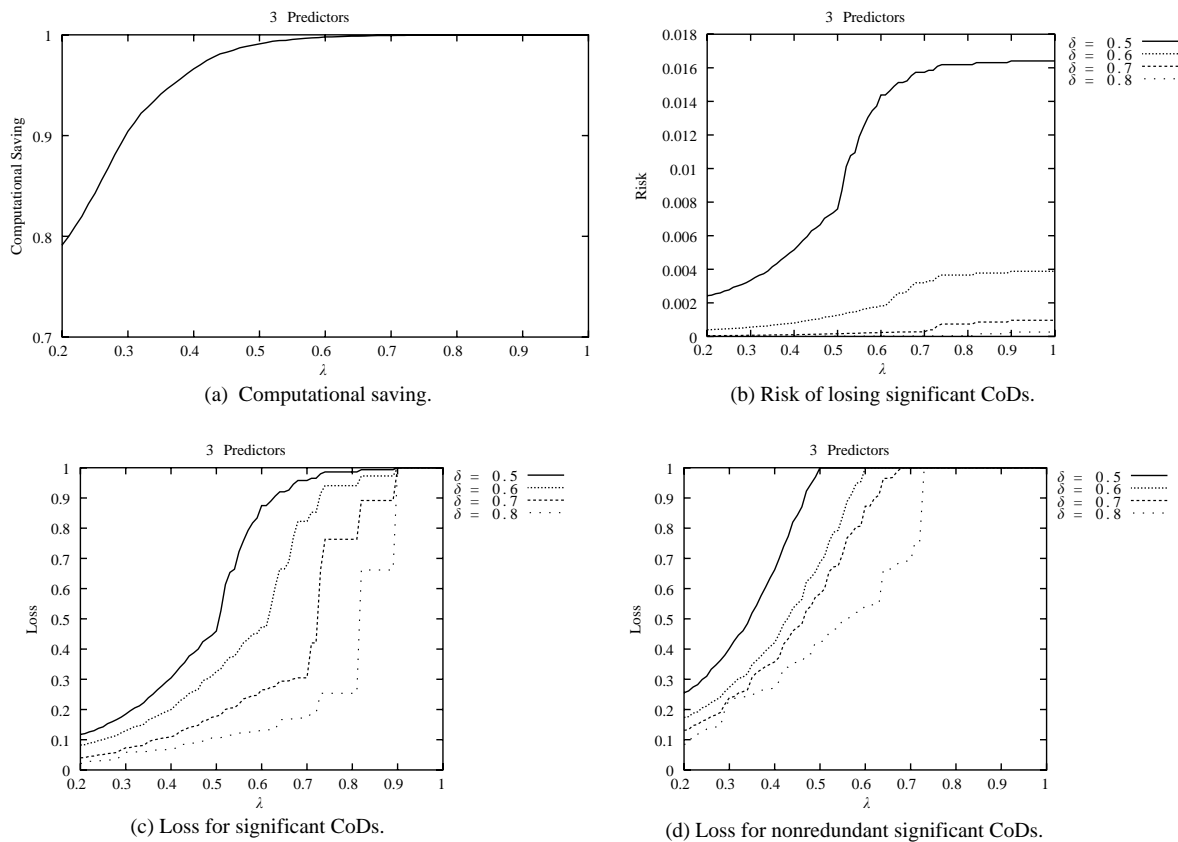 3 Predictors
1
0.9
0.8
0.7
0.2 0.3 0.4 0.5 0.6 0.7 0.8 0.9 1
Computational Saving
λ
(a) Computational saving.
3 Predictors
0.018
0.016
0.014
0.012
0.01
0.008
0.006
0.004
0.002
0
0.2 0.3 0.4 0.5 0.6 0.7 0.8 0.9 1
Risk
λ
δ = 0.5
δ = 0.6
δ = 0.7
δ = 0.8
(b) Risk of losing significant CoDs.
3 Predictors
1
0.9
0.8
0.7
0.6
0.5
0.4
0.3
0.2
0.1
0
0.2 0.3 0.4 0.5 0.6 0.7 0.8 0.9 1
Loss
λ
δ = 0.5
δ = 0.6
δ = 0.7
δ = 0.8
(c) Loss for significant CoDs.
3 Predictors
1
0.9
0.8
0.7
0.6
0.5
0.4
0.3
0.2
0.1
0
0.2 0.3 0.4 0.5 0.6 0.7 0.8 0.9 1
Loss
λ
δ = 0.5
δ = 0.6
δ = 0.7
δ = 0.8
(d) Loss for nonredundant significant CoDs.